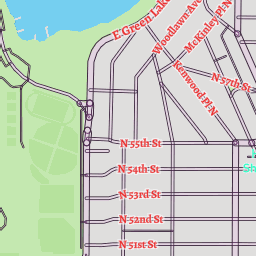 E Green Lake
Woodlawn Av
McKinley Pl N
Kenwood Pl N
N 57th St
N 55th St
N 54th St
N 53rd St
N 52nd St
N 51st St